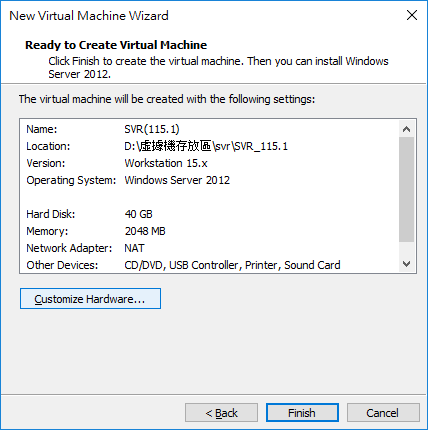 New Virtual Machine Wizard
Ready to Create Virtual Machine
Click Finish to create the virtual machine. Then you can install Windows
Server 2012.
The virtual machine will be created with the following settings:
Name: SVR(115.1)
Location: D:\虛擬機存放區\svr\SVR_115.1
Version: Workstation 15.x
Operating System: Windows Server 2012
Hard Disk: 40 GB
Memory: 2048 MB
Network Adapter: NAT
Other Devices: CD/DVD, USB Controller, Printer, Sound Card
Customize Hardware...
< Back Finish Cancel